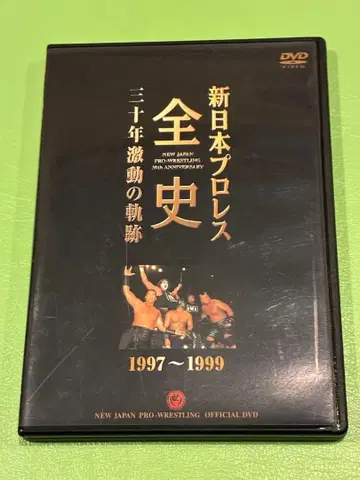 DVD
VIDEO
新日本プロレス
全史
NEW JAPAN
PRO-WRESTLING
30th ANNIVERSARY
三十年激動の軌跡
1997～1999
NEW JAPAN PRO-WRESTLING OFFICIAL DVD